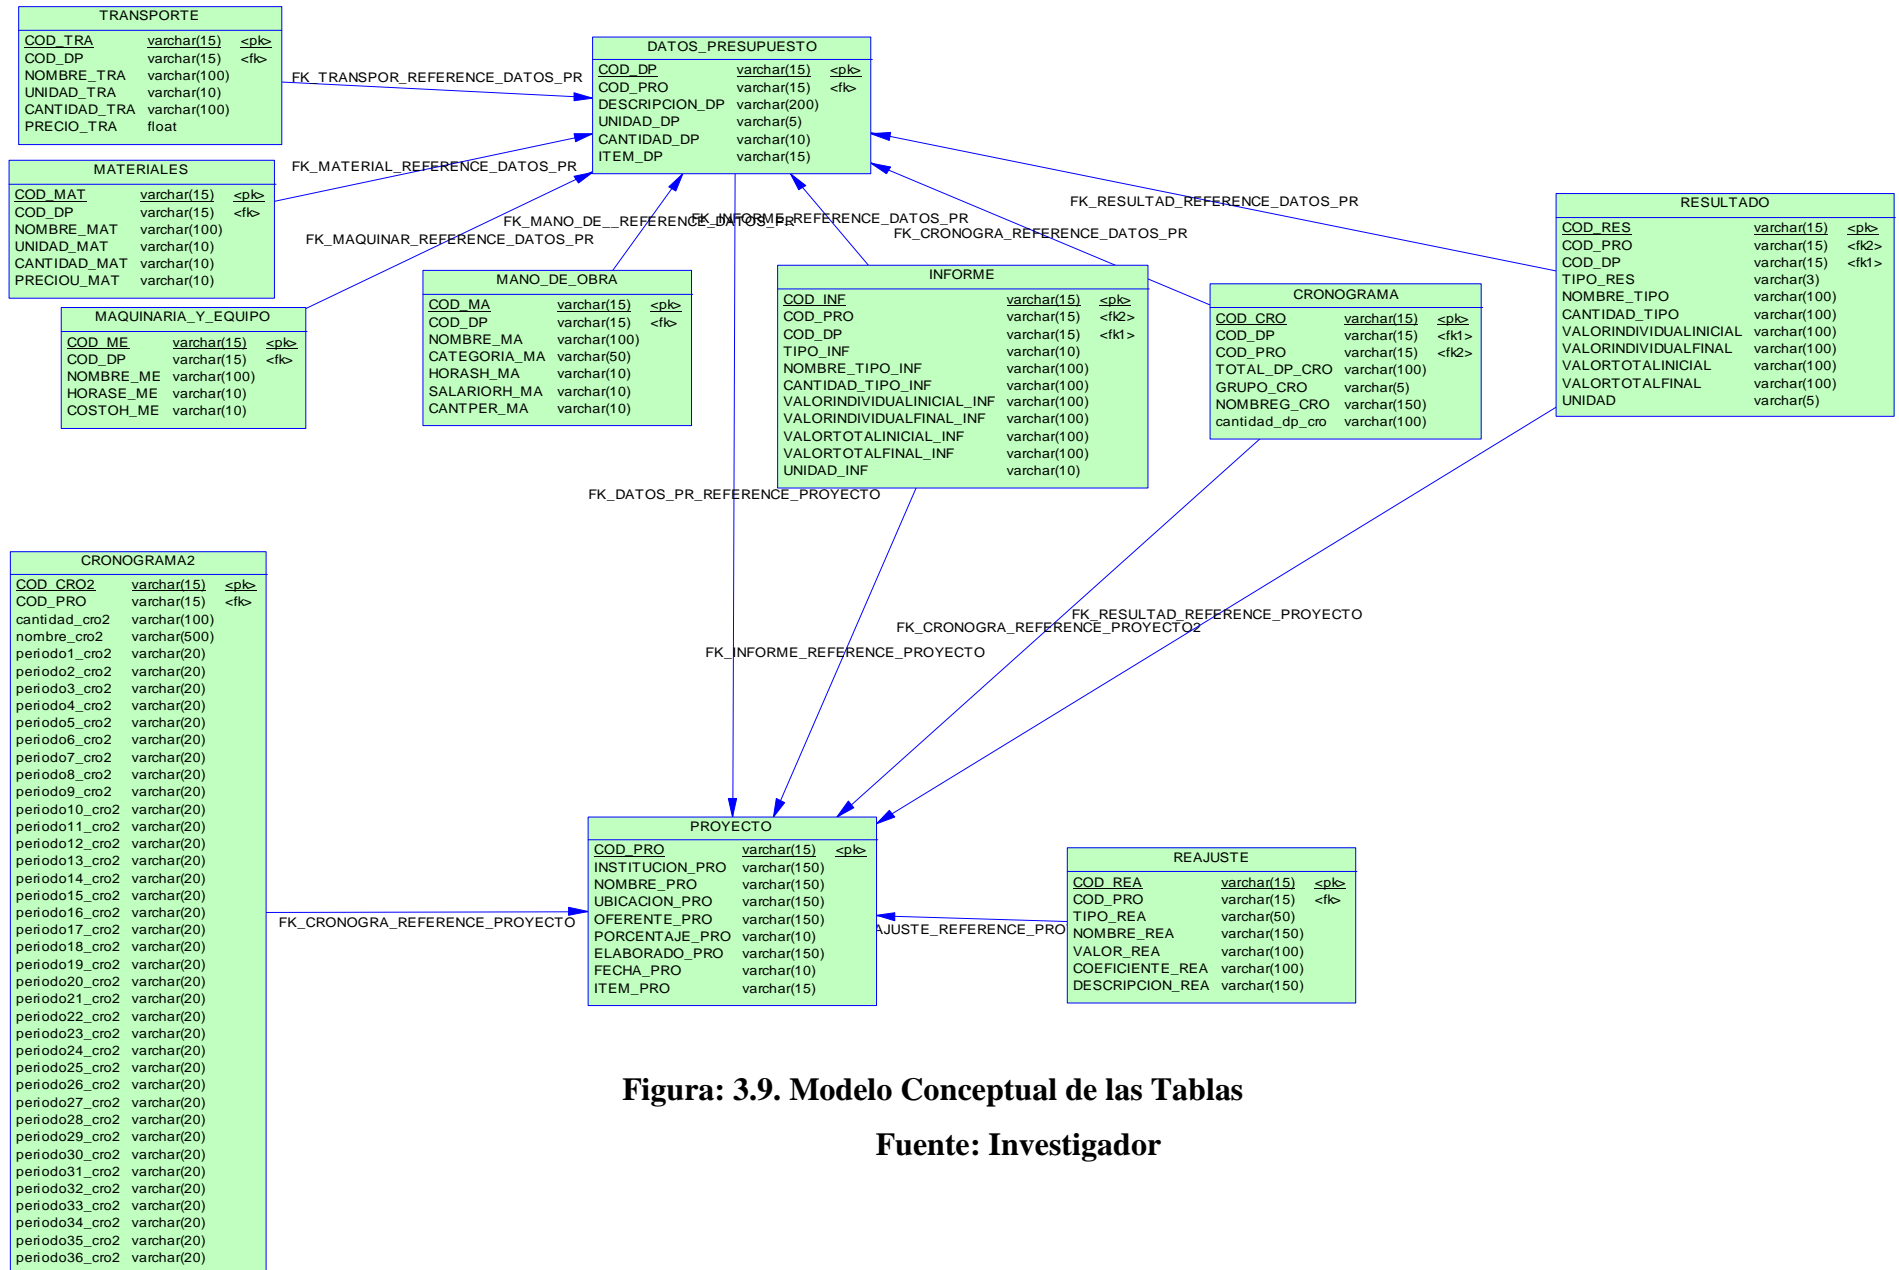 TRANSPORTE
COD_TRA varchar(15) <pk>
COD_DP varchar(15) <fk>
NOMBRE_TRA varchar(100)
UNIDAD_TRA varchar(10)
CANTIDAD_TRA varchar(100)
PRECIO_TRA float
FK_TRANSPOR_REFERENCE_DATOS_PR
DATOS_PRESUPUESTO
COD_DP varchar(15) <pk>
COD_PRO varchar(15) <fk>
DESCRIPCION_DP varchar(200)
UNIDAD_DP varchar(5)
CANTIDAD_DP varchar(10)
ITEM_DP varchar(15)
MATERIALES
COD_MAT varchar(15) <pk>
COD_DP varchar(15) <fk>
NOMBRE_MAT varchar(100)
UNIDAD_MAT varchar(10)
CANTIDAD_MAT varchar(10)
PRECIOU_MAT varchar(10)
FK_MATERIAL_REFERENCE_DATOS_PR
FK_MANO_DE__REFERENCE_DATOS_PR
FK_INFORME_REFERENCE_DATOS_PR
FK_MAQUINAR_REFERENCE_DATOS_PR
FK_CRONOGRA_REFERENCE_DATOS_PR
FK_RESULTAD_REFERENCE_DATOS_PR
MAQUINARIA_Y_EQUIPO
COD_ME varchar(15) <pk>
COD_DP varchar(15) <fk>
NOMBRE_ME varchar(100)
HORASE_ME varchar(10)
COSTOH_ME varchar(10)
MANO_DE_OBRA
COD_MA varchar(15) <pk>
COD_DP varchar(15) <fk>
NOMBRE_MA varchar(100)
CATEGORIA_MA varchar(50)
HORASH_MA varchar(10)
SALARIORH_MA varchar(10)
CANTPER_MA varchar(10)
INFORME
COD_INF varchar(15) <pk>
COD_PRO varchar(15) <fk2>
COD_DP varchar(15) <fk1>
TIPO_INF varchar(10)
NOMBRE_TIPO_INF varchar(100)
CANTIDAD_TIPO_INF varchar(100)
VALORINDIVIDUALINICIAL_INF varchar(100)
VALORINDIVIDUALFINAL_INF varchar(100)
VALORTOTALINICIAL_INF varchar(100)
VALORTOTALFINAL_INF varchar(100)
UNIDAD_INF varchar(10)
CRONOGRAMA
COD_CRO varchar(15) <pk>
COD_DP varchar(15) <fk1>
COD_PRO varchar(15) <fk2>
TOTAL_DP_CRO varchar(100)
GRUPO_CRO varchar(5)
NOMBREG_CRO varchar(150)
cantidad_dp_cro varchar(100)
RESULTADO
COD_RES varchar(15) <pk>
COD_PRO varchar(15) <fk2>
COD_DP varchar(15) <fk1>
TIPO_RES varchar(3)
NOMBRE_TIPO varchar(100)
CANTIDAD_TIPO varchar(100)
VALORINDIVIDUALINICIAL varchar(100)
VALORINDIVIDUALFINAL varchar(100)
VALORTOTALINICIAL varchar(100)
VALORTOTALFINAL varchar(100)
UNIDAD varchar(5)
FK_DATOS_PR_REFERENCE_PROYECTO
FK_RESULTAD_REFERENCE_PROYECTO
FK_CRONOGRA_REFERENCE_PROYECTO2
FK_INFORME_REFERENCE_PROYECTO
CRONOGRAMA2
COD_CRO2 varchar(15) <pk>
COD_PRO varchar(15) <fk>
cantidad_cro2 varchar(100)
nombre_cro2 varchar(500)
periodo1_cro2 varchar(20)
periodo2_cro2 varchar(20)
periodo3_cro2 varchar(20)
periodo4_cro2 varchar(20)
periodo5_cro2 varchar(20)
periodo6_cro2 varchar(20)
periodo7_cro2 varchar(20)
periodo8_cro2 varchar(20)
periodo9_cro2 varchar(20)
periodo10_cro2 varchar(20)
periodo11_cro2 varchar(20)
periodo12_cro2 varchar(20)
periodo13_cro2 varchar(20)
periodo14_cro2 varchar(20)
periodo15_cro2 varchar(20)
periodo16_cro2 varchar(20)
periodo17_cro2 varchar(20)
periodo18_cro2 varchar(20)
periodo19_cro2 varchar(20)
periodo20_cro2 varchar(20)
periodo21_cro2 varchar(20)
periodo22_cro2 varchar(20)
periodo23_cro2 varchar(20)
periodo24_cro2 varchar(20)
periodo25_cro2 varchar(20)
periodo26_cro2 varchar(20)
periodo27_cro2 varchar(20)
periodo28_cro2 varchar(20)
periodo29_cro2 varchar(20)
periodo30_cro2 varchar(20)
periodo31_cro2 varchar(20)
periodo32_cro2 varchar(20)
periodo33_cro2 varchar(20)
periodo34_cro2 varchar(20)
periodo35_cro2 varchar(20)
periodo36_cro2 varchar(20)
FK_CRONOGRA_REFERENCE_PROYECTO
PROYECTO
COD_PRO varchar(15) <pk>
INSTITUCION_PRO varchar(150)
NOMBRE_PRO varchar(150)
UBICACION_PRO varchar(150)
OFERENTE_PRO varchar(150)
PORCENTAJE_PRO varchar(10)
ELABORADO_PRO varchar(150)
FECHA_PRO varchar(10)
ITEM_PRO varchar(15)
AJUSTE_REFERENCE_PRO
REAJUSTE
COD_REA varchar(15) <pk>
COD_PRO varchar(15) <fk>
TIPO_REA varchar(50)
NOMBRE_REA varchar(150)
VALOR_REA varchar(100)
COEFICIENTE_REA varchar(100)
DESCRIPCION_REA varchar(150)
Figura: 3.9. Modelo Conceptual de las Tablas
Fuente: Investigador